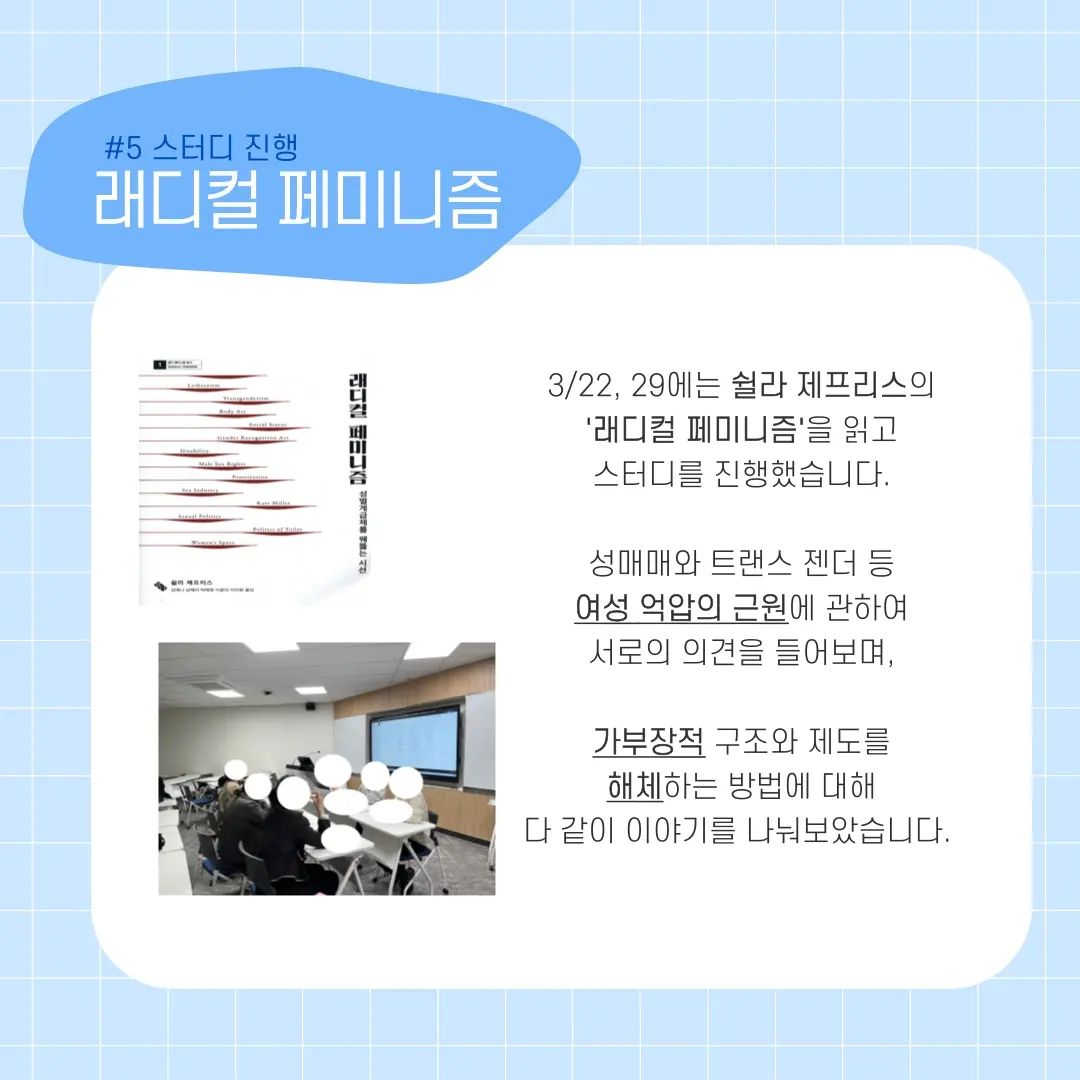 #5 스터디 진행
래디컬 페미니즘
Lesbianism
Transgenderism
Body Art
Social Status
Gender Recognition Act
Disability
Male Sex Rights
Prostitution
Sex Industry
Kate Millet
Sexual Politics
Politics of Toilet
Women's Space
래디컬 페미니즘
성별계급제를 꿰뚫는 시선
쉴라 제프리스
3/22, 29에는 쉴라 제프리스의
'래디컬 페미니즘'을 읽고
스터디를 진행했습니다.
성매매와 트랜스 젠더 등
여성 억압의 근원에 관하여
서로의 의견을 들어보며,
가부장적 구조와 제도를
해체하는 방법에 대해
다 같이 이야기를 나눠보았습니다.